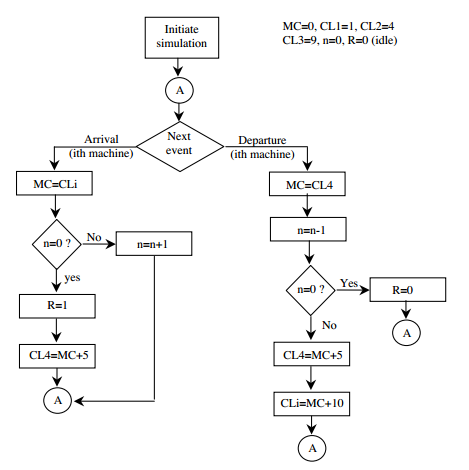 Initiate
simulation
MC=0, CL1=1, CL2=4
CL3=9, n=0, R=0 (idle)
A
Next
event
Arrival
(ith machine)
Departure
(ith machine)
MC=CLi
n=0 ?
No
n=n+1
yes
R=1
CL4=MC+5
A
MC=CL4
n=n-1
n=0 ?
Yes
R=0
A
No
CL4=MC+5
CLi=MC+10
A